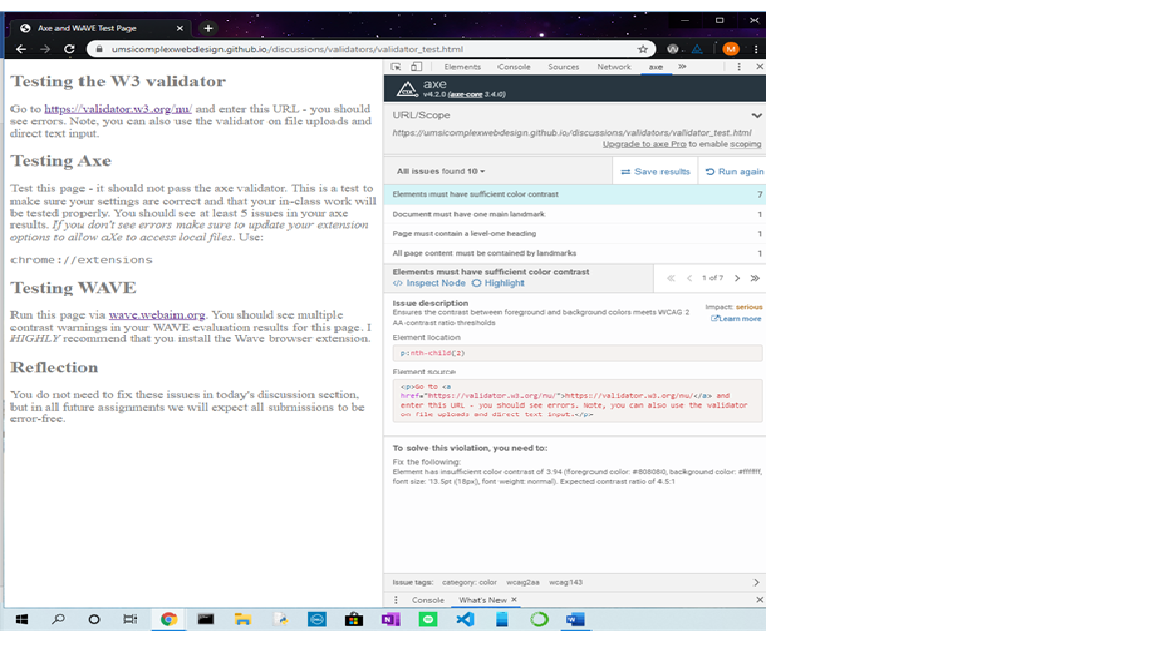 Axe and WAVE Test Page
umsicomplexwebdesign.github.io/discussions/validators/validator_test.html
M
Testing the W3 validator
Go to https://validator.w3.org/nu/ and enter this URL - you should
see errors. Note, you can also use the validator on file uploads and
direct text input.
Testing Axe
Test this page - it should not pass the axe validator. This is a test to
make sure your settings are correct and that your in-class work will
be tested properly. You should see at least 5 issues in your axe
results. If you don't see errors make sure to update your extension
options to allow aXe to access local files. Use:
chrome://extensions
Testing WAVE
Run this page via wave.webaim.org. You should see multiple
contrast warnings in your WAVE evaluation results for this page. I
HIGHLY recommend that you install the Wave browser extension.
Reflection
You do not need to fix these issues in today's discussion section,
but in all future assignments we will expect all submissions to be
error-free.
Elements Console Sources Network axe
axe
v4.2.0 (axe-core 3.4.0)
URL/Scope
https://umsicomplexwebdesign.github.io/discussions/validators/validator_test.html
Upgrade to axe Pro to enable scoping
All issues found 10 Save results Run again
Elements must have sufficient color contrast 7
Document must have one main landmark 1
Page must contain a level-one heading 1
All page content must be contained by landmarks 1
Elements must have sufficient color contrast
</> Inspect Node Highlight 1 of 7
Issue description
Impact: serious
Ensures the contrast between foreground and background colors meets WCAG 2
AA contrast ratio thresholds
Learn more
Element location
p:nth-child(2)
Element source
<p>Go to <a
href="https://validator.w3.org/nu/">https://validator.w3.org/nu/</a> and
enter this URL - you should see errors. Note, you can also use the validator
on file uploads and direct text input.</p>
To solve this violation, you need to:
Fix the following:
Element has insufficient color contrast of 3.94 (foreground color: #808080, background color: #ffffff,
font size: 13.5pt (18px), font weight: normal). Expected contrast ratio of 4.5:1
Issue tags: category: color wcag2aa wcag143
Console What's New